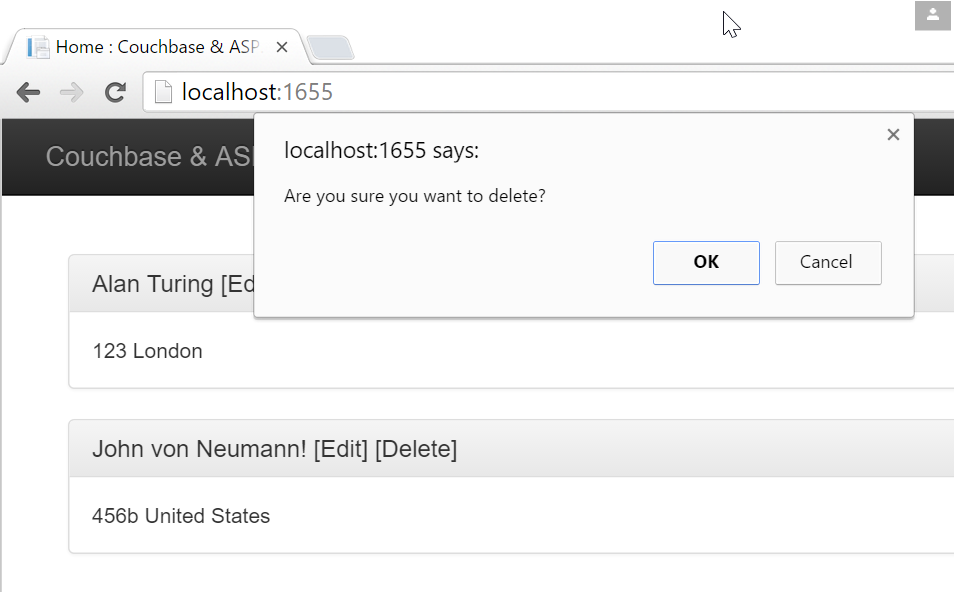 Home : Couchbase & ASP
localhost:1655
Couchbase & AS
localhost:1655 says:
Are you sure you want to delete?
OK
Cancel
Alan Turing [Ed
123 London
John von Neumann! [Edit] [Delete]
456b United States